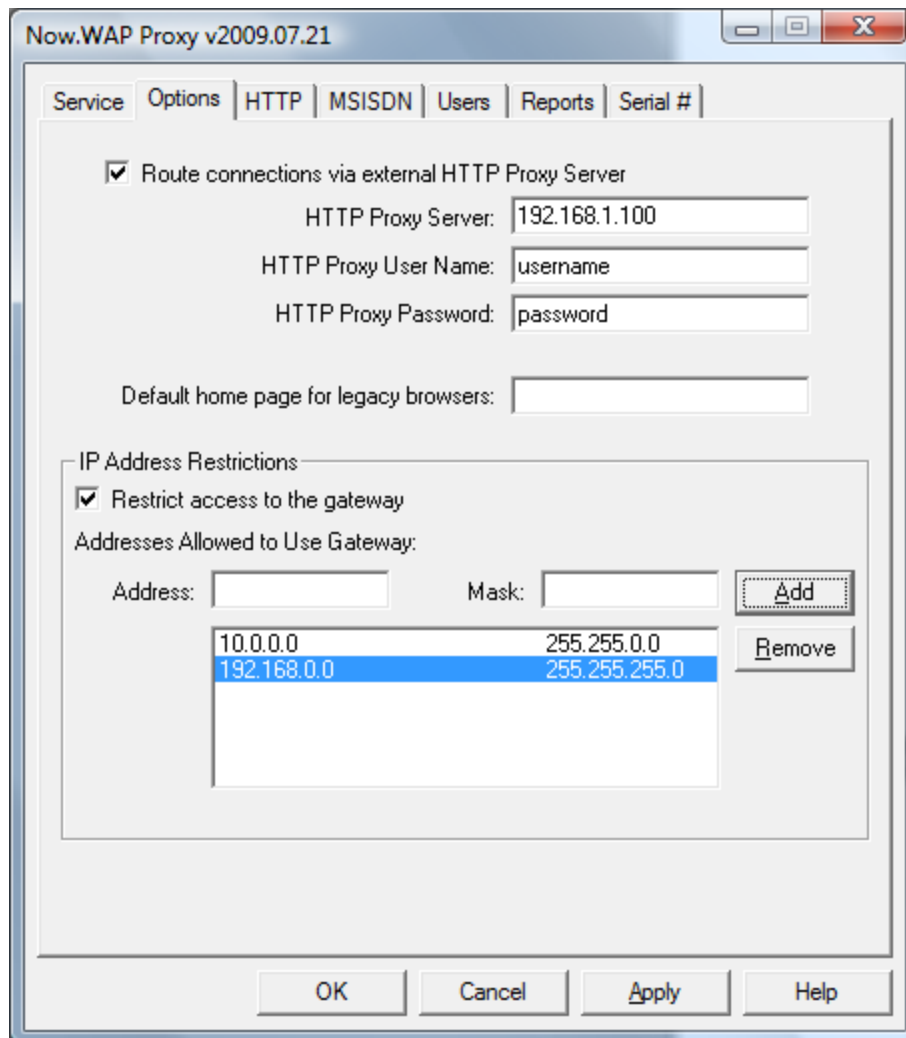 Now.WAP Proxy v2009.07.21
Service Options HTTP MSISDN Users Reports Serial #
Route connections via external HTTP Proxy Server
HTTP Proxy Server: 192.168.1.100
HTTP Proxy User Name: username
HTTP Proxy Password: password
Default home page for legacy browsers:
IP Address Restrictions
Restrict access to the gateway
Addresses Allowed to Use Gateway:
Address: Mask: Add
10.0.0.0 255.255.0.0 Remove
192.168.0.0 255.255.255.0
OK Cancel Apply Help